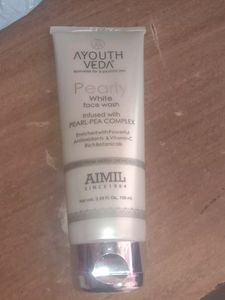 AYOUTH
VEDA
Pearly
White
face wash
Infused with
PEARL-PEA COMPLEX
Enriched with Powerful
Antioxidants & Vitamin-C
Rich Botanicals
AIMIL
SINCE 1984